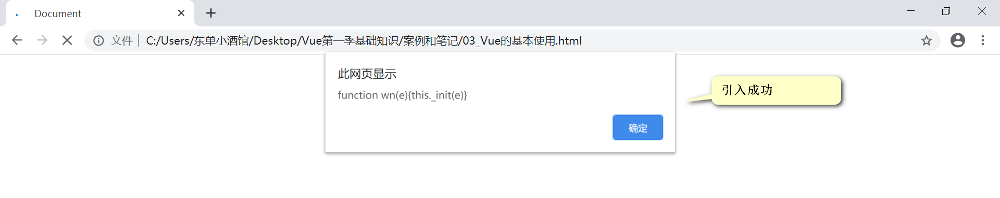 Document
文件
C:/Users/东单小酒馆/Desktop/Vue第一季基础知识/案例和笔记/03_Vue的基本使用.html
此网页显示
function wn(e){this._init(e)}
引入成功
确定